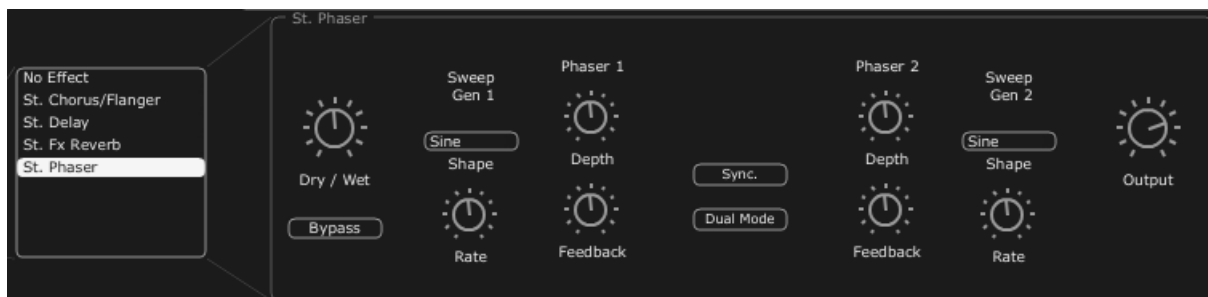 St. Phaser
No Effect
St. Chorus/Flanger
St. Delay
St. Fx Reverb
St. Phaser
Dry / Wet
Bypass
Sweep
Gen 1
Sine
Shape
Rate
Phaser 1
Depth
Feedback
Sync.
Dual Mode
Phaser 2
Depth
Feedback
Sweep
Gen 2
Sine
Shape
Rate
Output